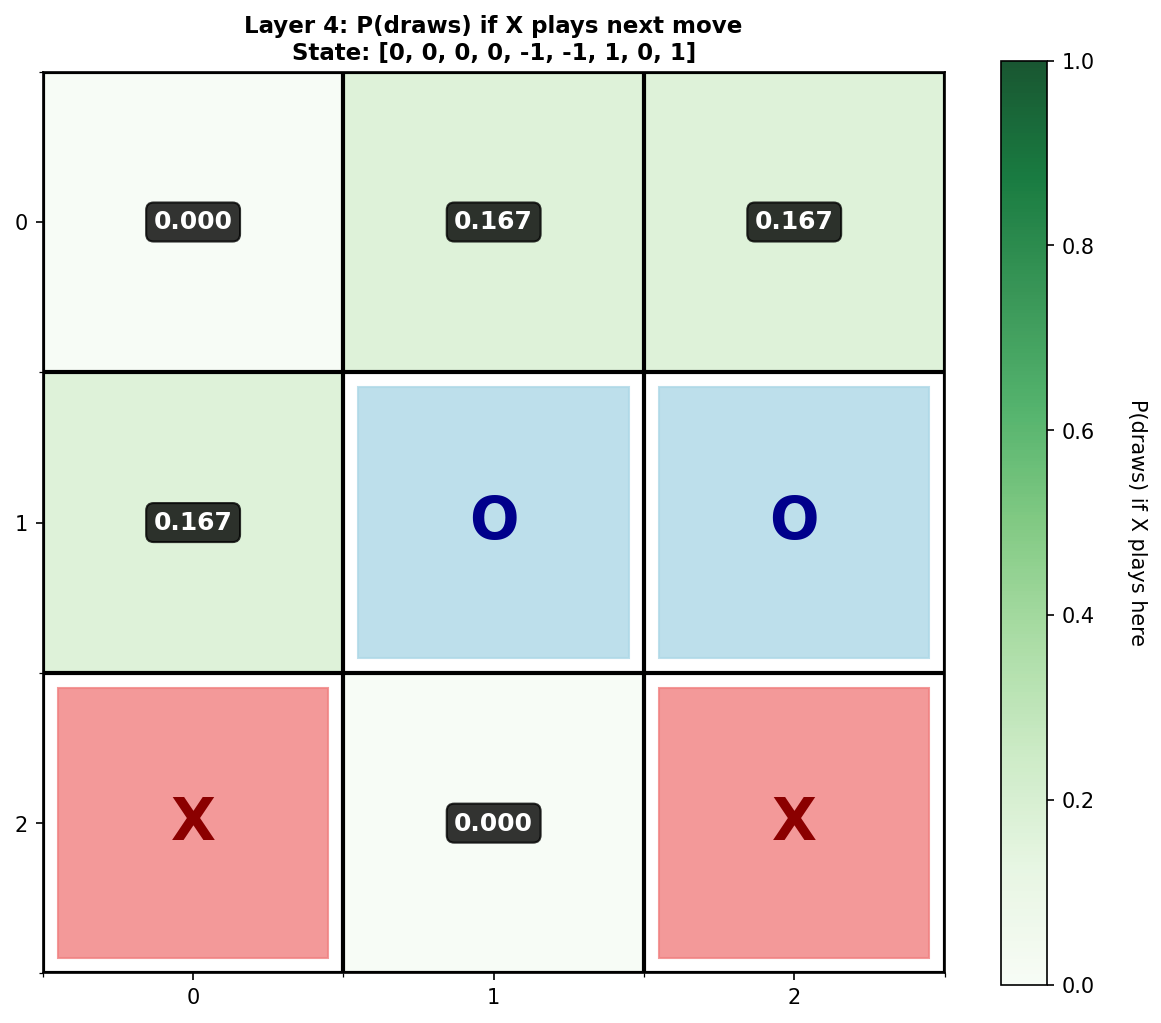 Layer 4: P(draws) if X plays next move
State: [0, 0, 0, 0, -1, -1, 1, 0, 1]
0
0.000
0.167
0.167
1
0.167
O
O
2
X
0.000
X
0
1
2
1.0
0.8
0.6
0.4
0.2
0.0
P(draws) if X plays here